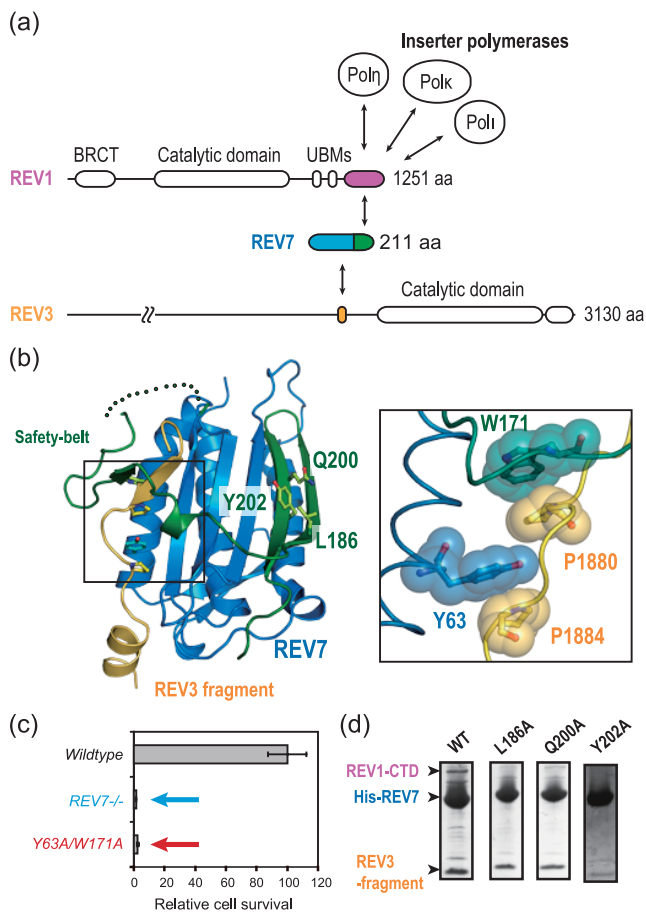 (a)
Inserter polymerases
Polη
Polκ
Polι
BRCT
Catalytic domain
UBMs
REV1
1251 aa
REV7
211 aa
Catalytic domain
REV3
3130 aa
(b)
Safety-belt
Q200
Y202
L186
REV7
REV3 fragment
W171
P1880
Y63
P1884
(c)
Wildtype
REV7-/-
Y63A/W171A
0 20 40 60 80 100 120
Relative cell survival
(d)
WT
L186A
Q200A
Y202A
REV1-CTD
His-REV7
REV3
-fragment